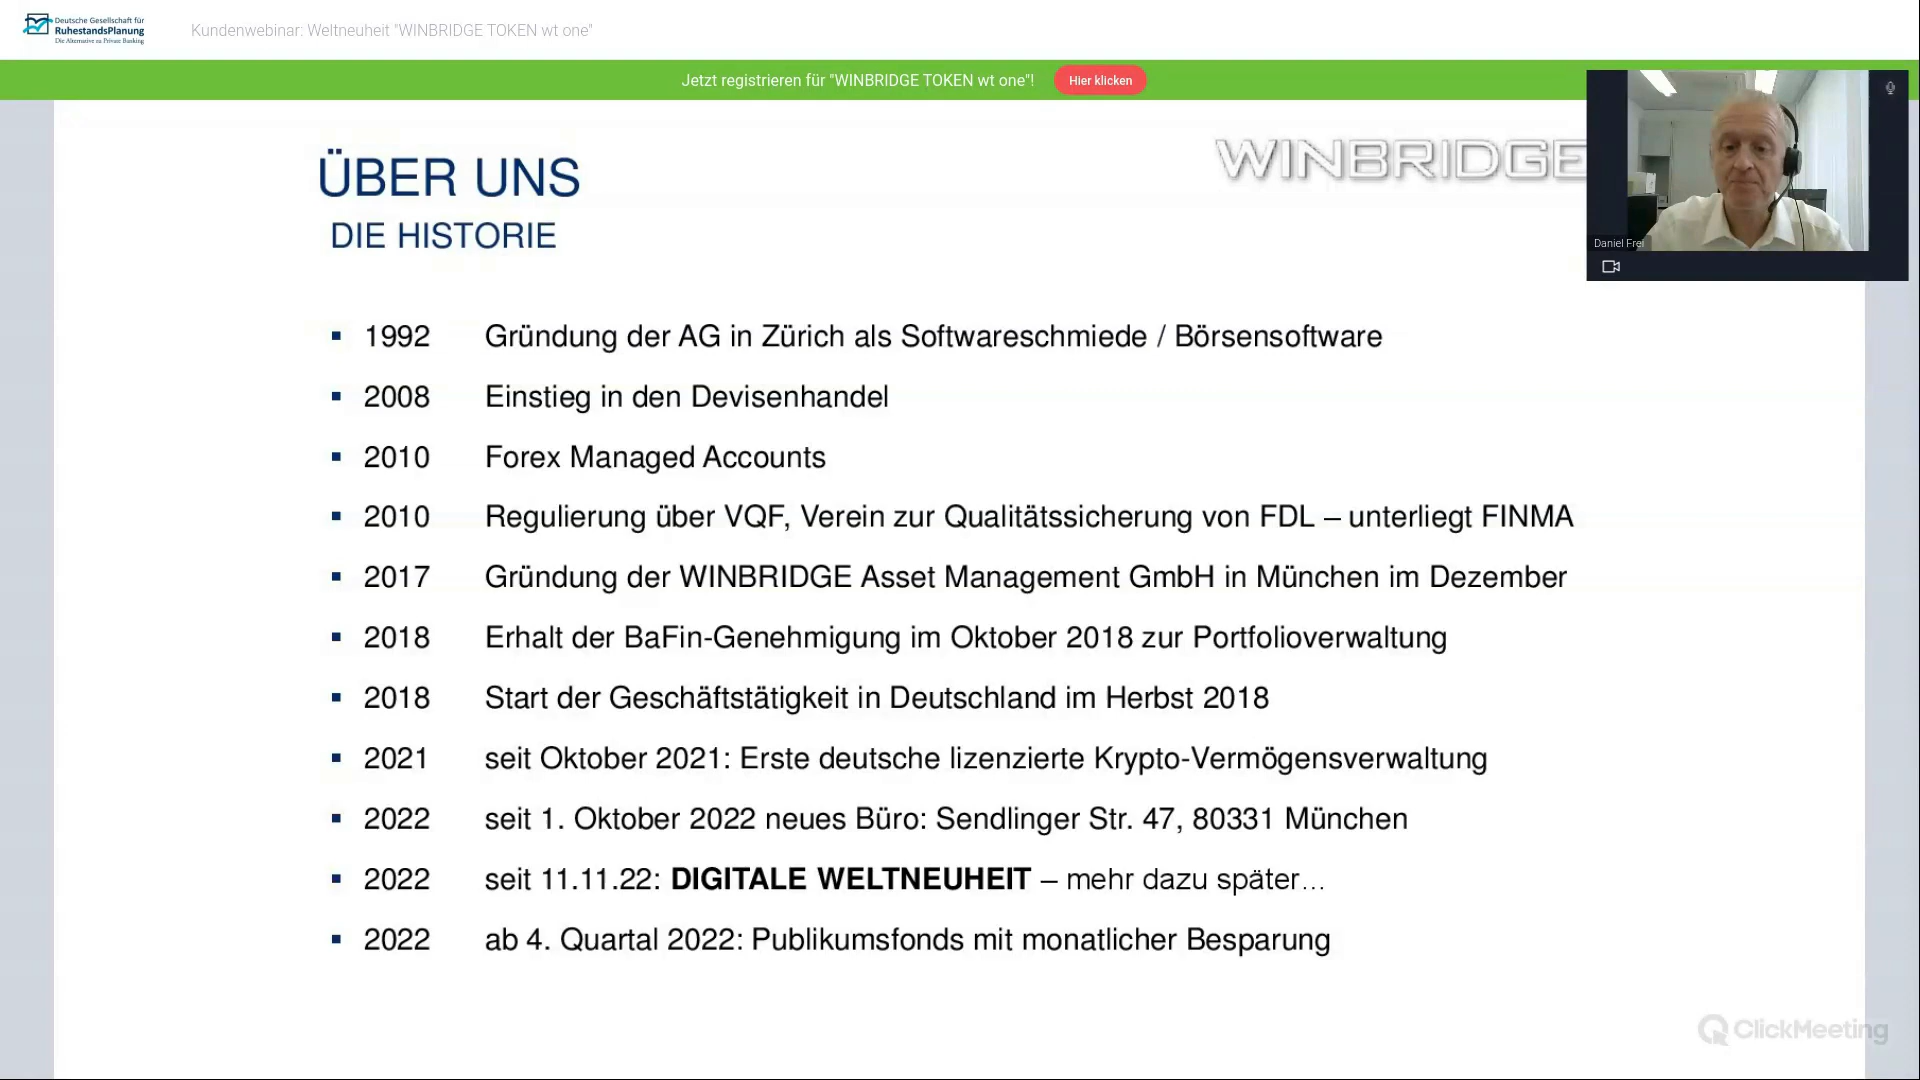 Deutsche Gesellschaft für
RuhestandsPlanung
Die Alternative zu Private Banking
Kundenwebinar: Weltneuheit "WINBRIDGE TOKEN wt one"
Jetzt registrieren für "WINBRIDGE TOKEN wt one"! Hier klicken
WINBRIDGE
Daniel Frei
ÜBER UNS
DIE HISTORIE
▪ 1992 Gründung der AG in Zürich als Softwareschmiede / Börsensoftware
▪ 2008 Einstieg in den Devisenhandel
▪ 2010 Forex Managed Accounts
▪ 2010 Regulierung über VQF, Verein zur Qualitätssicherung von FDL – unterliegt FINMA
▪ 2017 Gründung der WINBRIDGE Asset Management GmbH in München im Dezember
▪ 2018 Erhalt der BaFin-Genehmigung im Oktober 2018 zur Portfolioverwaltung
▪ 2018 Start der Geschäftstätigkeit in Deutschland im Herbst 2018
▪ 2021 seit Oktober 2021: Erste deutsche lizenzierte Krypto-Vermögensverwaltung
▪ 2022 seit 1. Oktober 2022 neues Büro: Sendlinger Str. 47, 80331 München
▪ 2022 seit 11.11.22: DIGITALE WELTNEUHEIT – mehr dazu später...
▪ 2022 ab 4. Quartal 2022: Publikumsfonds mit monatlicher Besparung
ClickMeeting